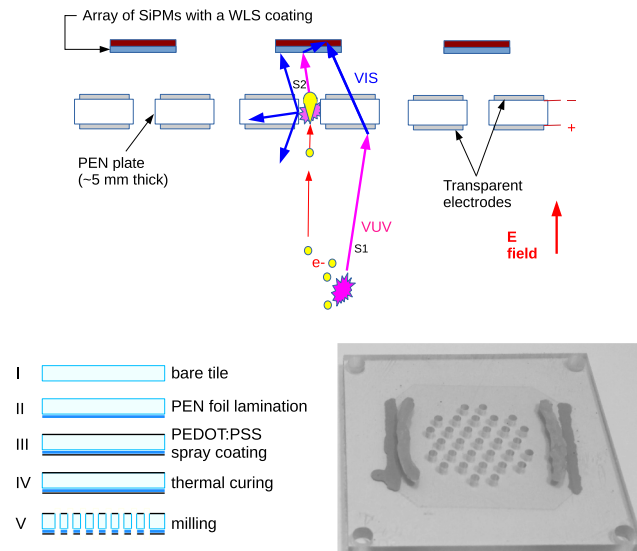 Array of SiPMs with a WLS coating
S2
VIS
−
+
PEN plate
(~5 mm thick)
Transparent
electrodes
VUV
S1
e-
E
field
I bare tile
II PEN foil lamination
III PEDOT:PSS
spray coating
IV thermal curing
V milling